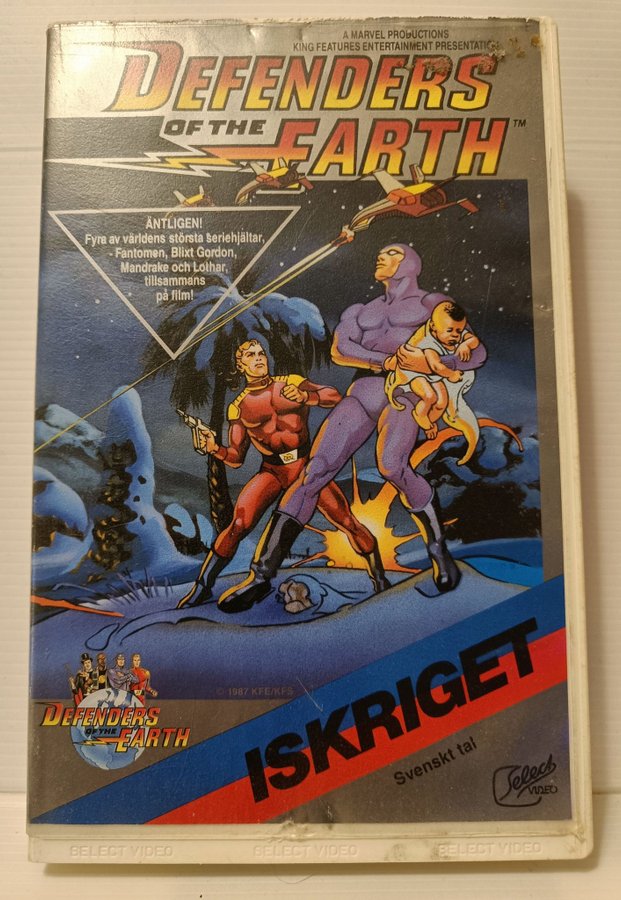 A MARVEL PRODUCTIONS
KING FEATURES ENTERTAINMENT PRESENTATION
DEFENDERS
OF THE
EARTH™
ÄNTLIGEN!
Fyra av världens största seriehjältar,
- Fantomen, Blixt Gordon,
Mandrake och Lothar,
tillsammans
på film!
© 1987 KFE/KFS
DEFENDERS
OF THE
EARTH
ISKRIGET
Svenskt tal
Select
VIDEO
SELECT VIDEO SELECT VIDEO SELECT VIDEO